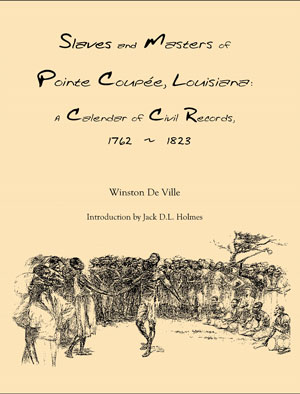 Slaves and Masters of
Pointe Coupée, Louisiana:
A Calendar of Civil Records,
1762 ~ 1823
Winston De Ville
Introduction by Jack D.L. Holmes